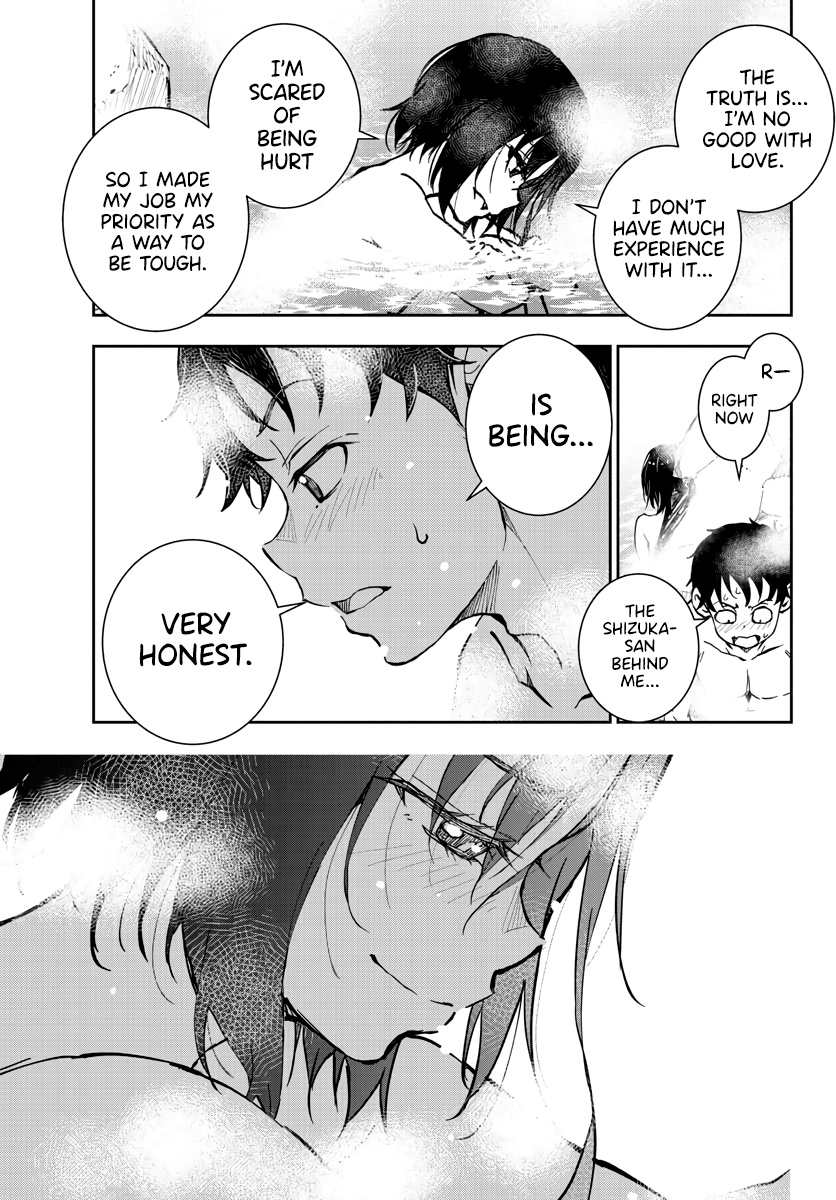 THE
TRUTH IS...
I'M NO
GOOD WITH
LOVE.
I DON'T
HAVE MUCH
EXPERIENCE
WITH IT...
I'M
SCARED
OF
BEING
HURT
SO I MADE
MY JOB MY
PRIORITY AS
A WAY TO
BE TOUGH.
R—
RIGHT
NOW
THE
SHIZUKA-
SAN
BEHIND
ME...
IS
BEING...
VERY
HONEST.